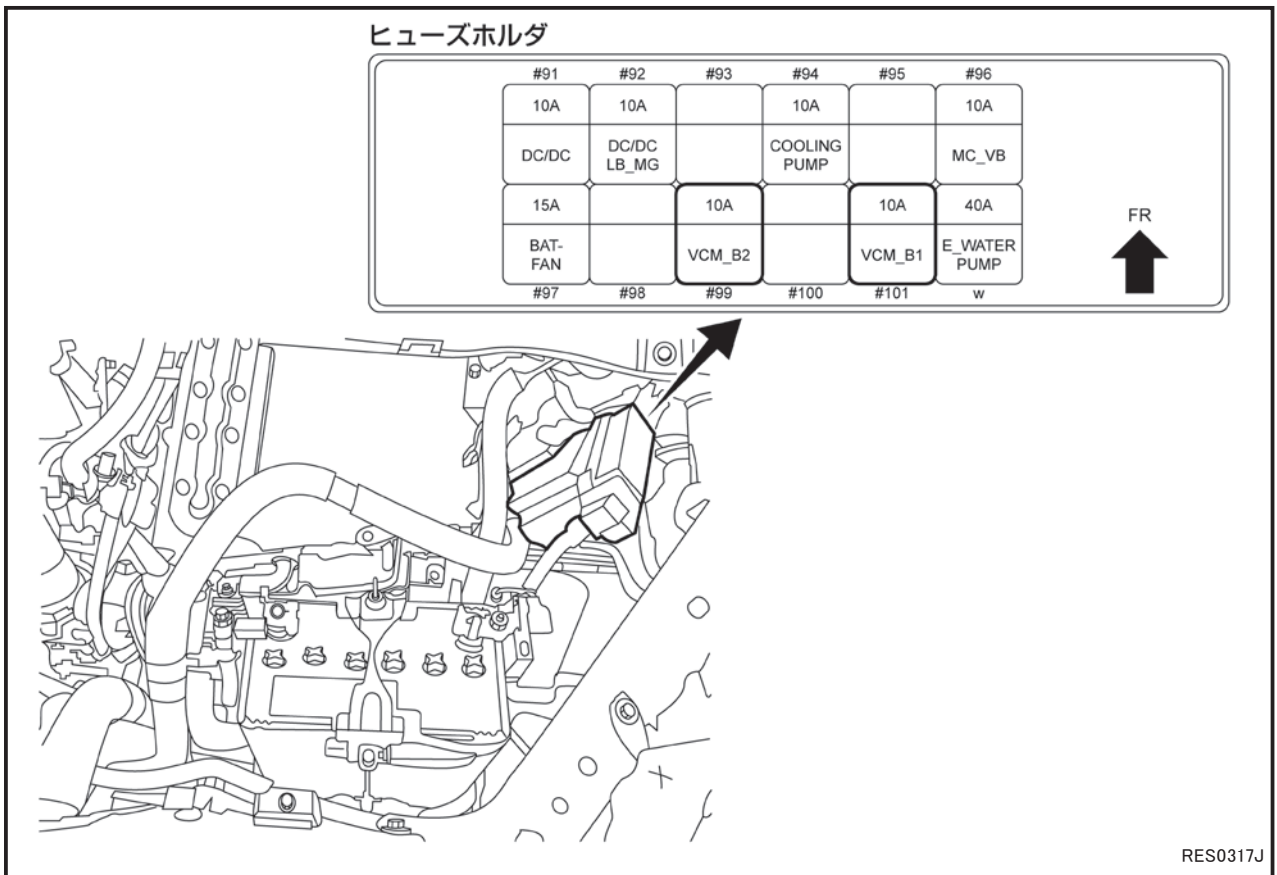 ヒューズホルダ
#91 #92 #93 #94 #95 #96
10A 10A 10A 10A
DC/DC DC/DC LB_MG COOLING PUMP MC_VB
15A 10A 10A 40A
BAT-FAN VCM_B2 VCM_B1 E_WATER PUMP
#97 #98 #99 #100 #101 w
FR
RES0317J